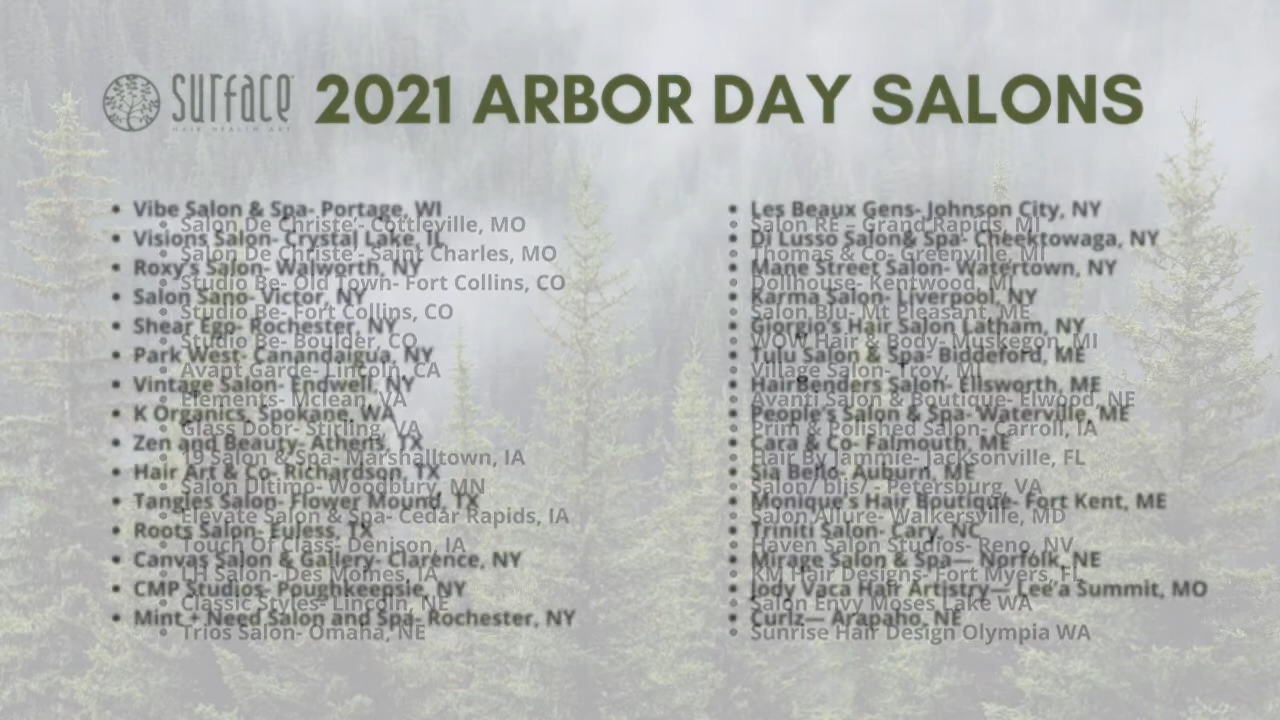 surface
HAIR HEALTH ART
2021 ARBOR DAY SALONS
• Vibe Salon & Spa- Portage, WI
• Visions Salon- Crystal Lake, IL
• Roxy's Salon- Walworth, NY
• Salon Sano- Victor, NY
• Shear Ego- Rochester, NY
• Park West- Canandaigua, NY
• Vintage Salon- Endwell, NY
• K Organics, Spokane, WA
• Zen and Beauty- Athens, TX
• Hair Art & Co- Richardson, TX
• Tangles Salon- Flower Mound, TX
• Roots Salon- Euless, TX
• Canvas Salon & Gallery- Clarence, NY
• CMP Studios- Poughkeepsie, NY
• Mint + Need Salon and Spa- Rochester, NY
• Les Beaux Gens- Johnson City, NY
• Di Lusso Salon& Spa- Cheektowaga, NY
• Mane Street Salon- Watertown, NY
• Karma Salon- Liverpool, NY
• Giorgio's Hair Salon Latham, NY
• Tulu Salon & Spa- Biddeford, ME
• Hair Benders Salon- Ellsworth, ME
• People's Salon & Spa- Waterville, ME
• Cara & Co- Falmouth, ME
• Sia Bello- Auburn, ME
• Monique's Hair Boutique- Fort Kent, ME
• Triniti Salon- Cary, NC
• Mirage Salon & Spa— Norfolk, NE
• Jody Vaca Hair Artistry— Lee'a Summit, MO
• Curlz— Arapaho, NE
• Salon De Christe'- Cottleville, MO
• Salon De Christe'- Saint Charles, MO
• Studio Be- Old Town- Fort Collins, CO
• Studio Be- Fort Collins, CO
• Studio Be- Boulder, CO
• Avant Garde- Lincoln, CA
• Elements- Mclean, VA
• Glass Door- Stirling, VA
• 19 Salon & Spa- Marshalltown, IA
• Salon Ultimo- Woodbury, MN
• Elevate Salon & Spa- Cedar Rapids, IA
• Touch Of Class- Denison, IA
• LH Salon- Des Moines, IA
• Classic Styles- Lincoln, NE
• Trios Salon- Omaha, NE
• Salon RE – Grand Rapids, MI
• Thomas & Co- Greenville, MI
• Dollhouse- Kentwood, MI
• Salon Blu- Mt Pleasant, ME
• WOW Hair & Body- Muskegon, MI
• Village Salon- Troy, MI
• Avanti Salon & Boutique- Elwood, NE
• Prim & Polished Salon- Carroll, IA
• Hair By Jammie- Jacksonville, FL
• Salon/ blis/ - Petersburg, VA
• Salon Allure- Walkersville, MD
• Haven Salon Studios- Reno, NV
• KM Hair Designs- Fort Myers, FL
• Salon Envy Moses Lake WA
• Sunrise Hair Design Olympia WA